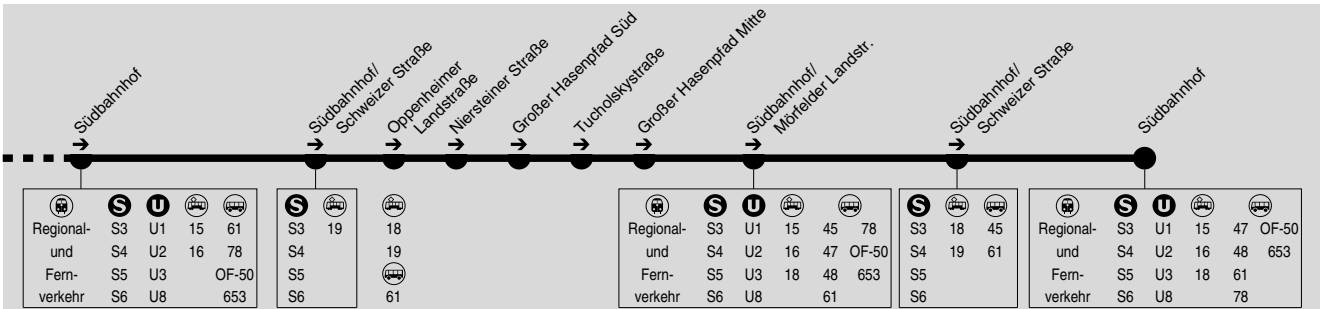 Südbahnhof
Südbahnhof/
Schweizer Straße
Oppenheimer
Landstraße
Niersteiner Straße
Großer Hasenpfad Süd
Tucholskystraße
Großer Hasenpfad Mitte
Südbahnhof/
Mörfelder Landstr.
Südbahnhof/
Schweizer Straße
Südbahnhof
S U
Regional- S3 U1 15 61
und S4 U2 16 78
Fern- S5 U3 OF-50
verkehr S6 U8 653
S
S3 19
S4
S5
S6
18
19
61
S U
Regional- S3 U1 15 45 78
und S4 U2 16 47 OF-50
Fern- S5 U3 18 48 653
verkehr S6 U8 61
S
S3 18 45
S4 19 61
S5
S6
S U
Regional- S3 U1 15 47 OF-50
und S4 U2 16 48 653
Fern- S5 U3 18 61
verkehr S6 U8 78